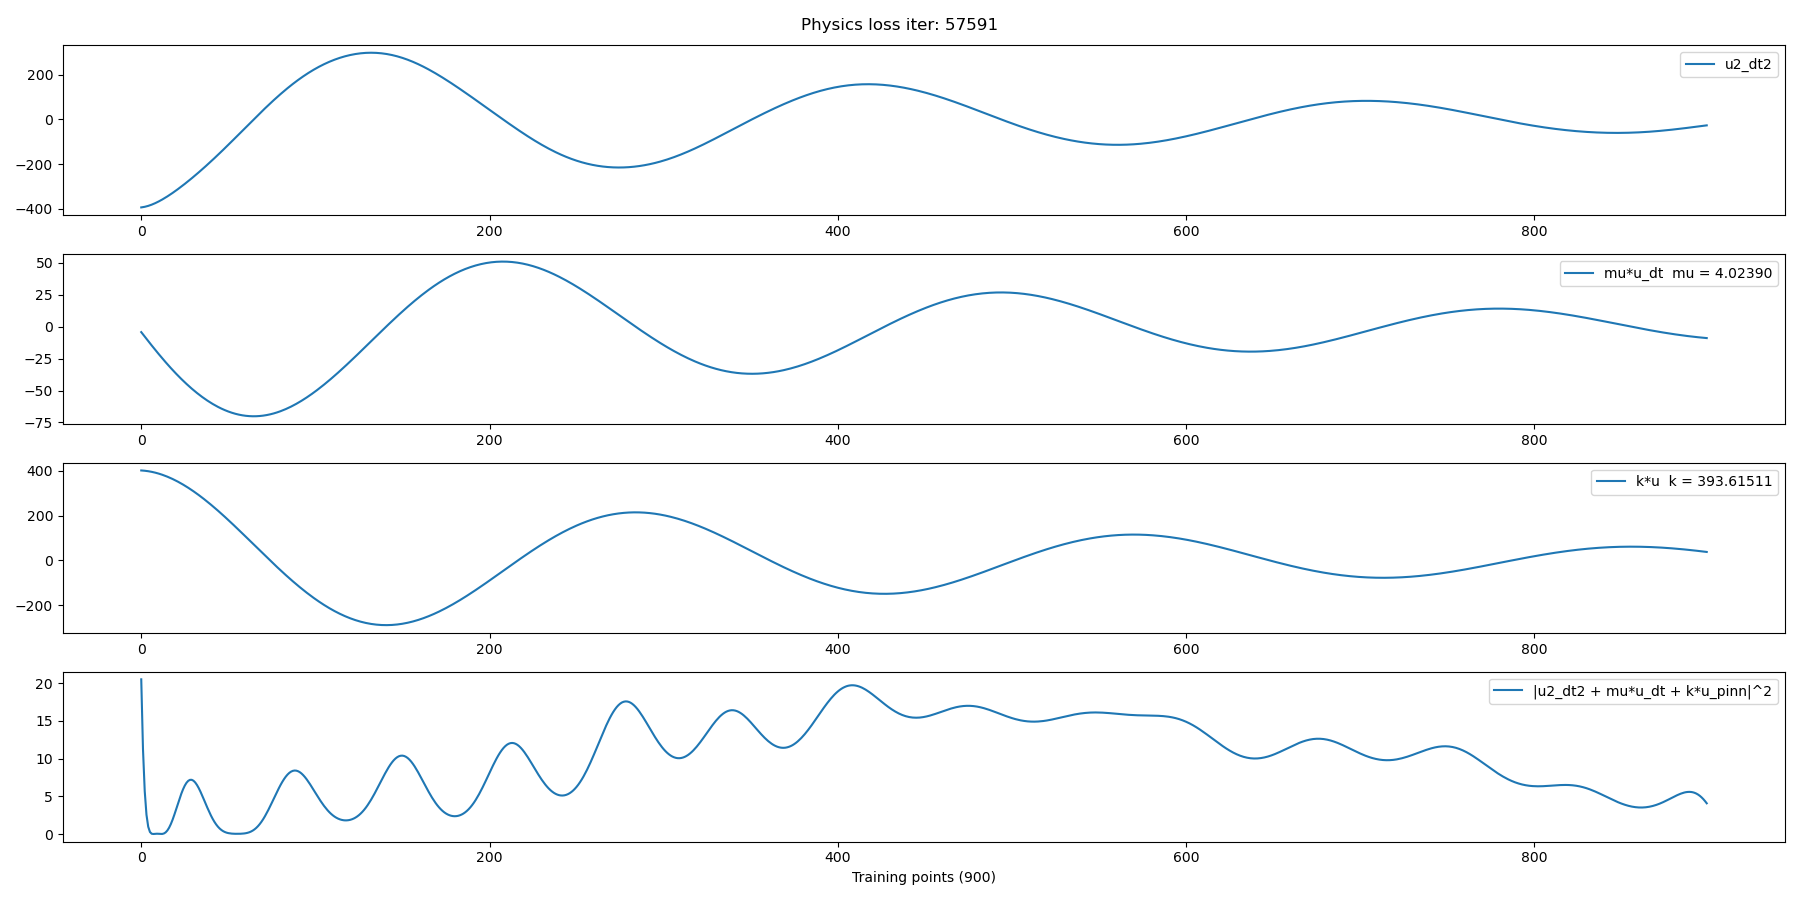 Physics loss iter: 57591
u2_dt2
200
0
−200
−400
0 200 400 600 800
mu*u_dt mu = 4.02390
50
25
0
−25
−50
−75
0 200 400 600 800
k*u k = 393.61511
400
200
0
−200
0 200 400 600 800
|u2_dt2 + mu*u_dt + k*u_pinn|^2
20
15
10
5
0
0 200 400 600 800
Training points (900)